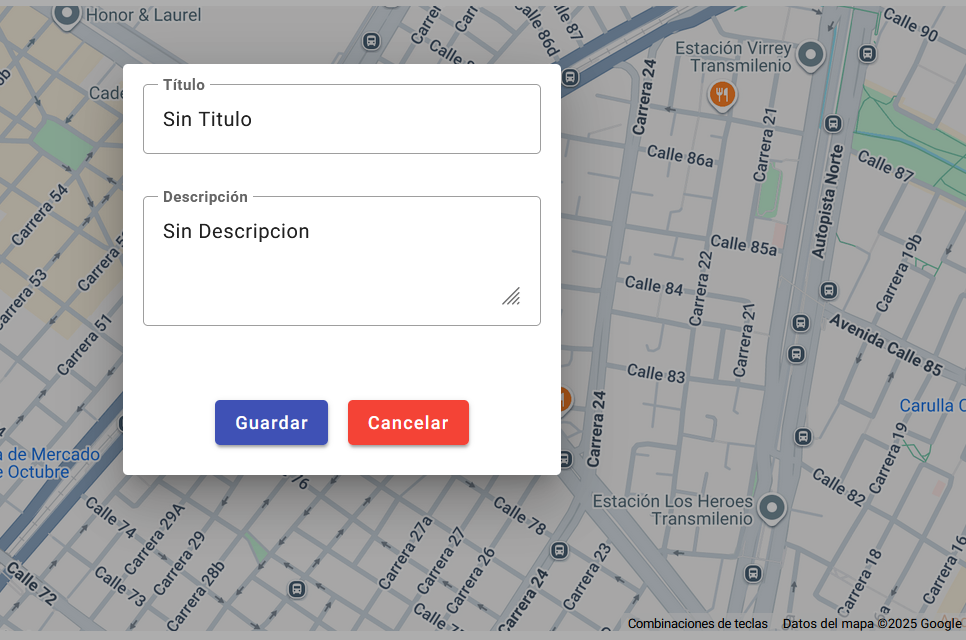 Honor & Laurel
Calle 90
Calle 86d
Calle 87
Estación Virrey
Transmilenio
Título
Sin Titulo
Carrera 24
Carrera 21
Calle 86a
Calle 87
Autopista Norte
Descripción
Sin Descripcion
Carrera 54
Calle 85a
Carrera 19b
Carrera 53
Calle 84
Carrera 22
Carrera 21
Carrera 51
Avenida Calle 85
Calle 83
Carulla
Guardar
Cancelar
Carrera 24
Carrera 19
a de Mercado
e Octubre
Calle 82
Estación Los Heroes
Transmilenio
Calle 74
Carrera 29A
Calle 78
Carrera 27a
Carrera 27
Carrera 29
Carrera 26
Carrera 23
Carrera 18
Carrera 16
Calle 72
Calle 73
Carrera 28b
Carrera 24
Combinaciones de teclas
Datos del mapa ©2025 Google